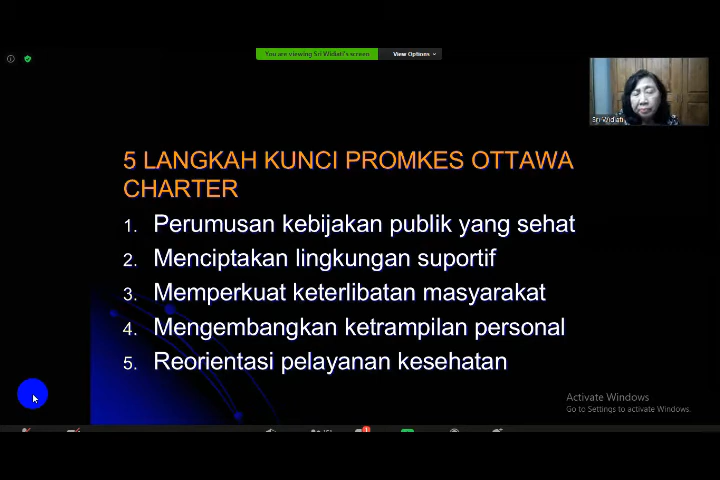 You are viewing Sri Widiati's screen
View Options
Sri Widiati
5 LANGKAH KUNCI PROMKES OTTAWA
CHARTER
1. Perumusan kebijakan publik yang sehat
2. Menciptakan lingkungan suportif
3. Memperkuat keterlibatan masyarakat
4. Mengembangkan ketrampilan personal
5. Reorientasi pelayanan kesehatan
Activate Windows
Go to Settings to activate Windows.